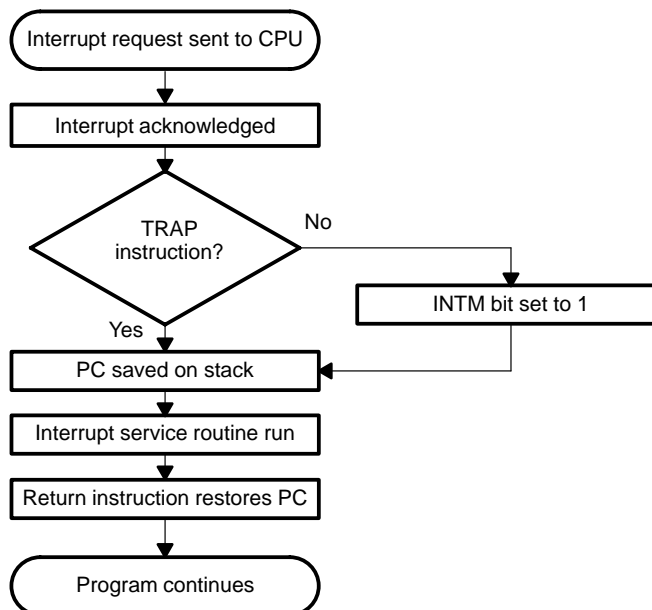 Interrupt request sent to CPU
Interrupt acknowledged
TRAP
instruction?
No
INTM bit set to 1
Yes
PC saved on stack
Interrupt service routine run
Return instruction restores PC
Program continues